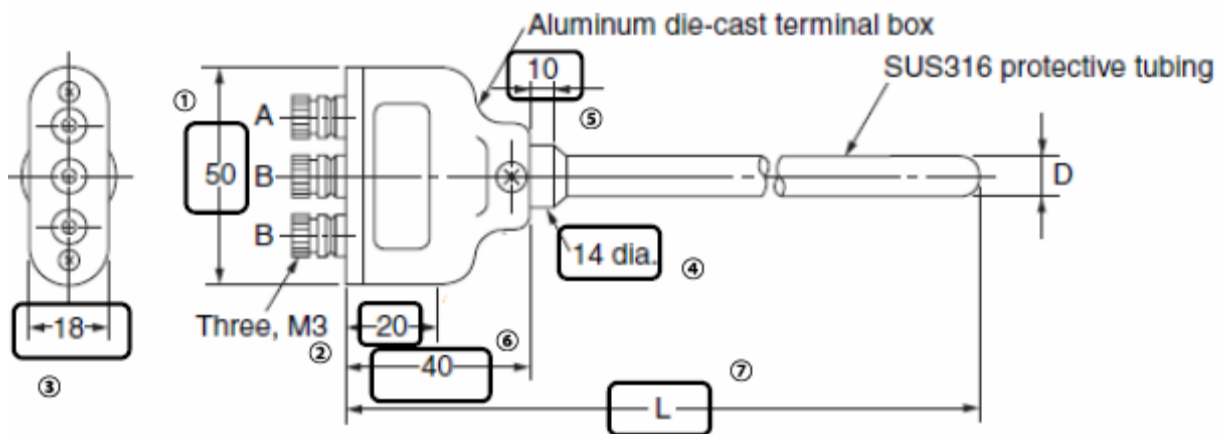 Aluminum die-cast terminal box
10
SUS316 protective tubing
①
A
⑤
50
B
D
B
14 dia.
④
18
Three, M3
20
②
⑥
40
③
⑦
L